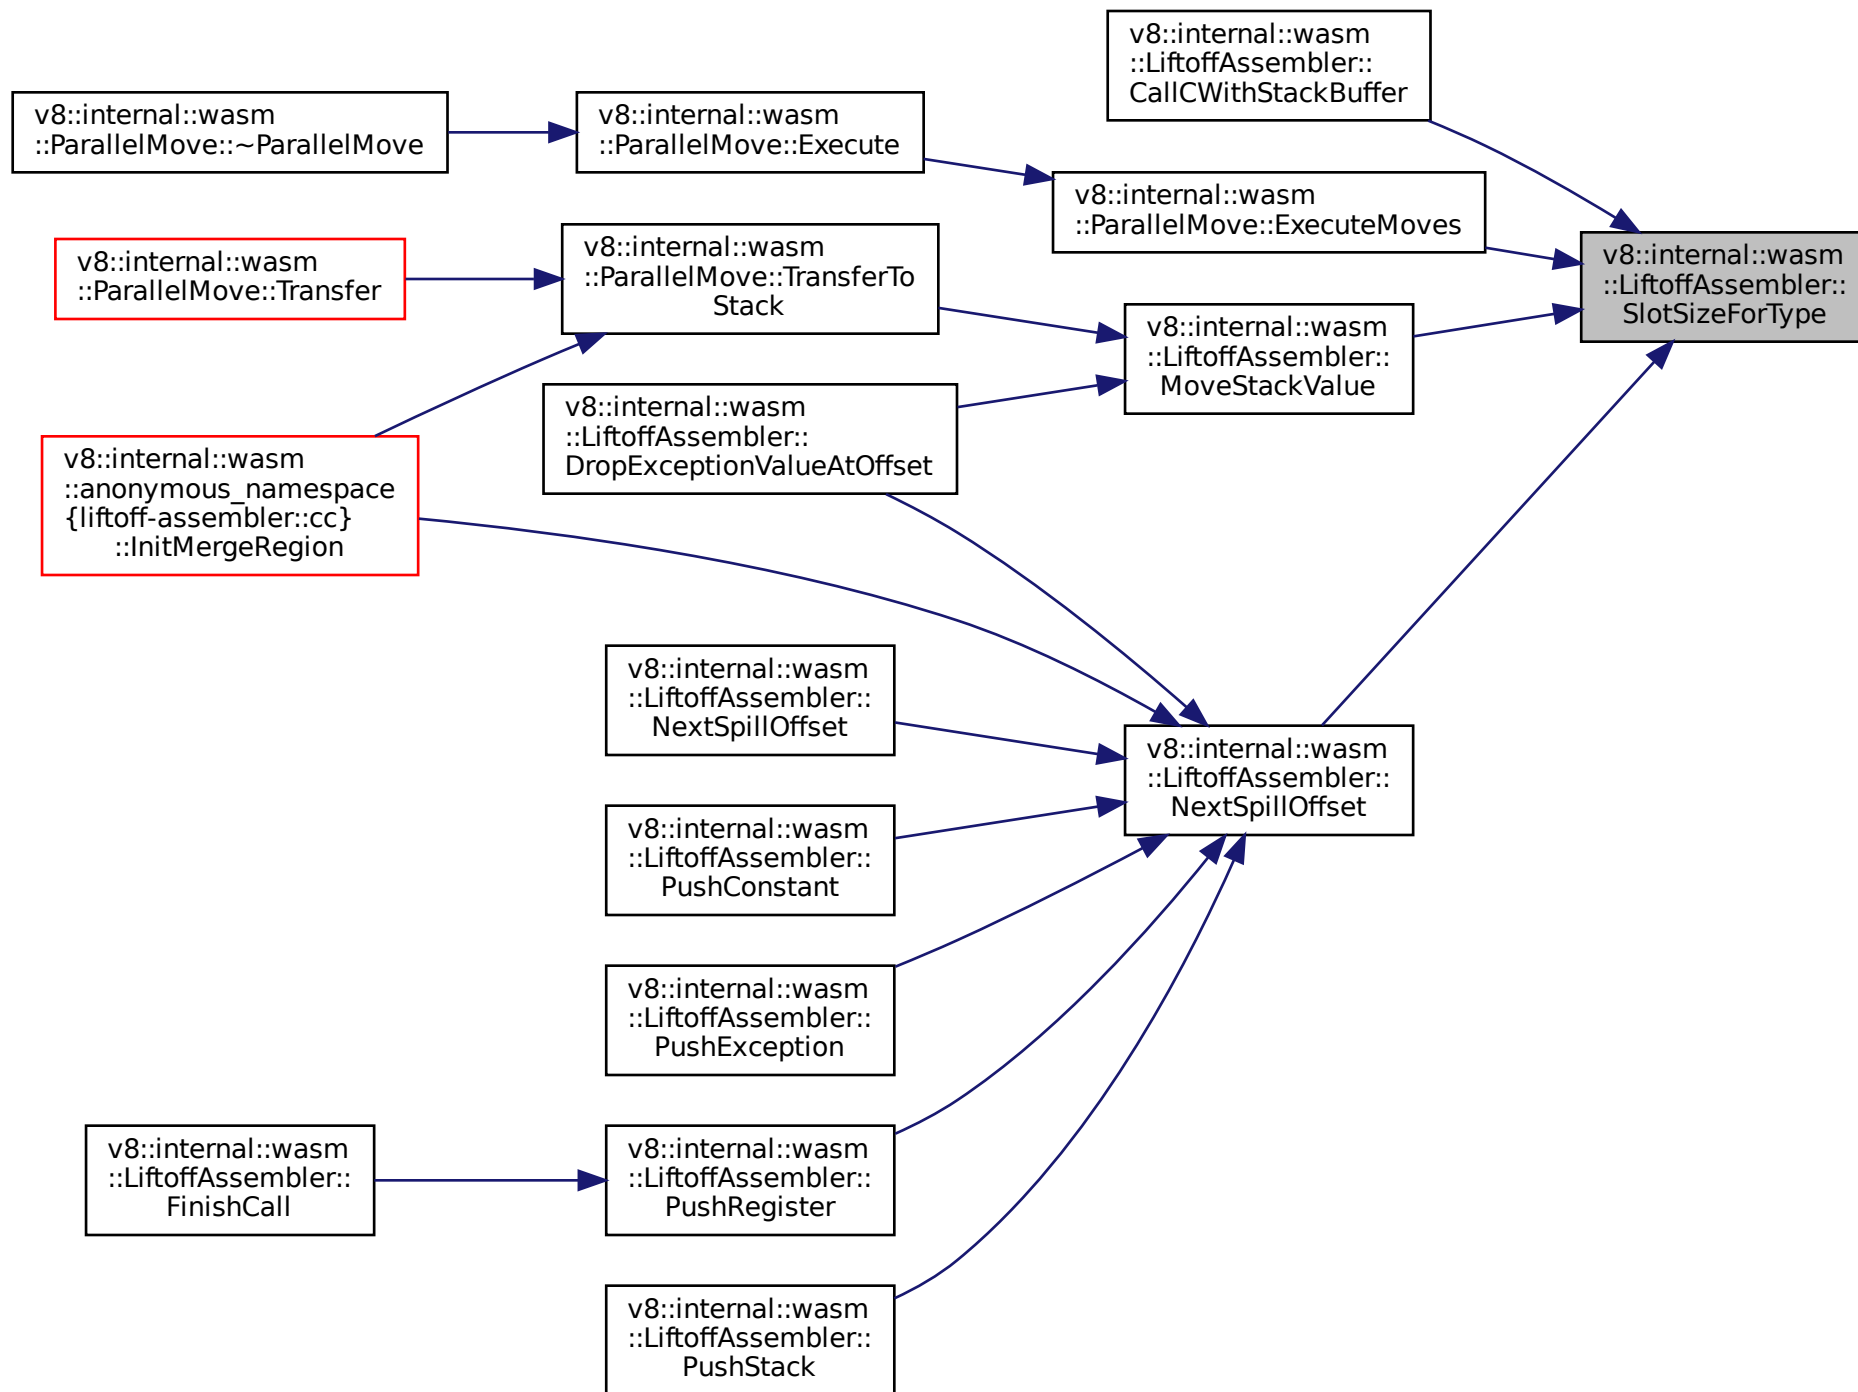 v8::internal::wasm
::LiftoffAssembler::
CallCWithStackBuffer
v8::internal::wasm
::ParallelMove::~ParallelMove
v8::internal::wasm
::ParallelMove::Execute
v8::internal::wasm
::ParallelMove::ExecuteMoves
v8::internal::wasm
::LiftoffAssembler::
SlotSizeForType
v8::internal::wasm
::ParallelMove::Transfer
v8::internal::wasm
::ParallelMove::TransferTo
Stack
v8::internal::wasm
::LiftoffAssembler::
MoveStackValue
v8::internal::wasm
::LiftoffAssembler::
DropExceptionValueAtOffset
v8::internal::wasm
::anonymous_namespace
{liftoff-assembler::cc}
::InitMergeRegion
v8::internal::wasm
::LiftoffAssembler::
NextSpillOffset
v8::internal::wasm
::LiftoffAssembler::
NextSpillOffset
v8::internal::wasm
::LiftoffAssembler::
PushConstant
v8::internal::wasm
::LiftoffAssembler::
PushException
v8::internal::wasm
::LiftoffAssembler::
FinishCall
v8::internal::wasm
::LiftoffAssembler::
PushRegister
v8::internal::wasm
::LiftoffAssembler::
PushStack